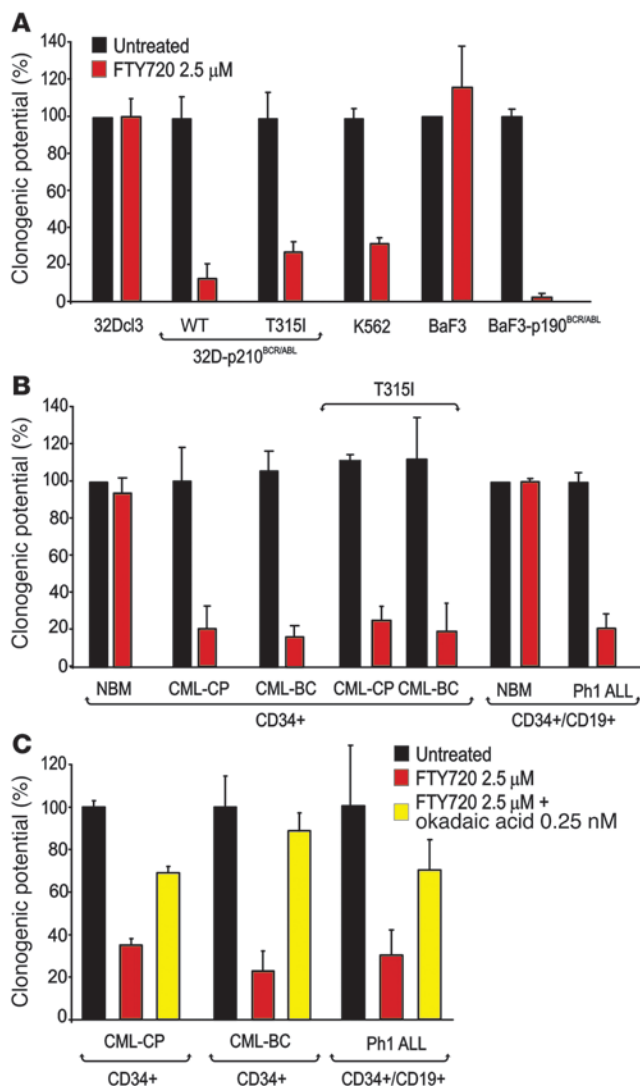 A
Clonogenic potential (%)
140
120
100
80
60
40
20
0
Untreated
FTY720 2.5 μM
32Dcl3 WT T315I K562 BaF3 BaF3-p190BCR/ABL
32D-p210BCR/ABL
B
T315I
Clonogenic potential (%)
140
120
100
80
60
40
20
0
NBM CML-CP CML-BC CML-CP CML-BC NBM Ph1 ALL
CD34+ CD34+/CD19+
C
Clonogenic potential (%)
120
100
80
60
40
20
0
Untreated
FTY720 2.5 μM
FTY720 2.5 μM +
okadaic acid 0.25 nM
CML-CP CML-BC Ph1 ALL
CD34+ CD34+ CD34+/CD19+